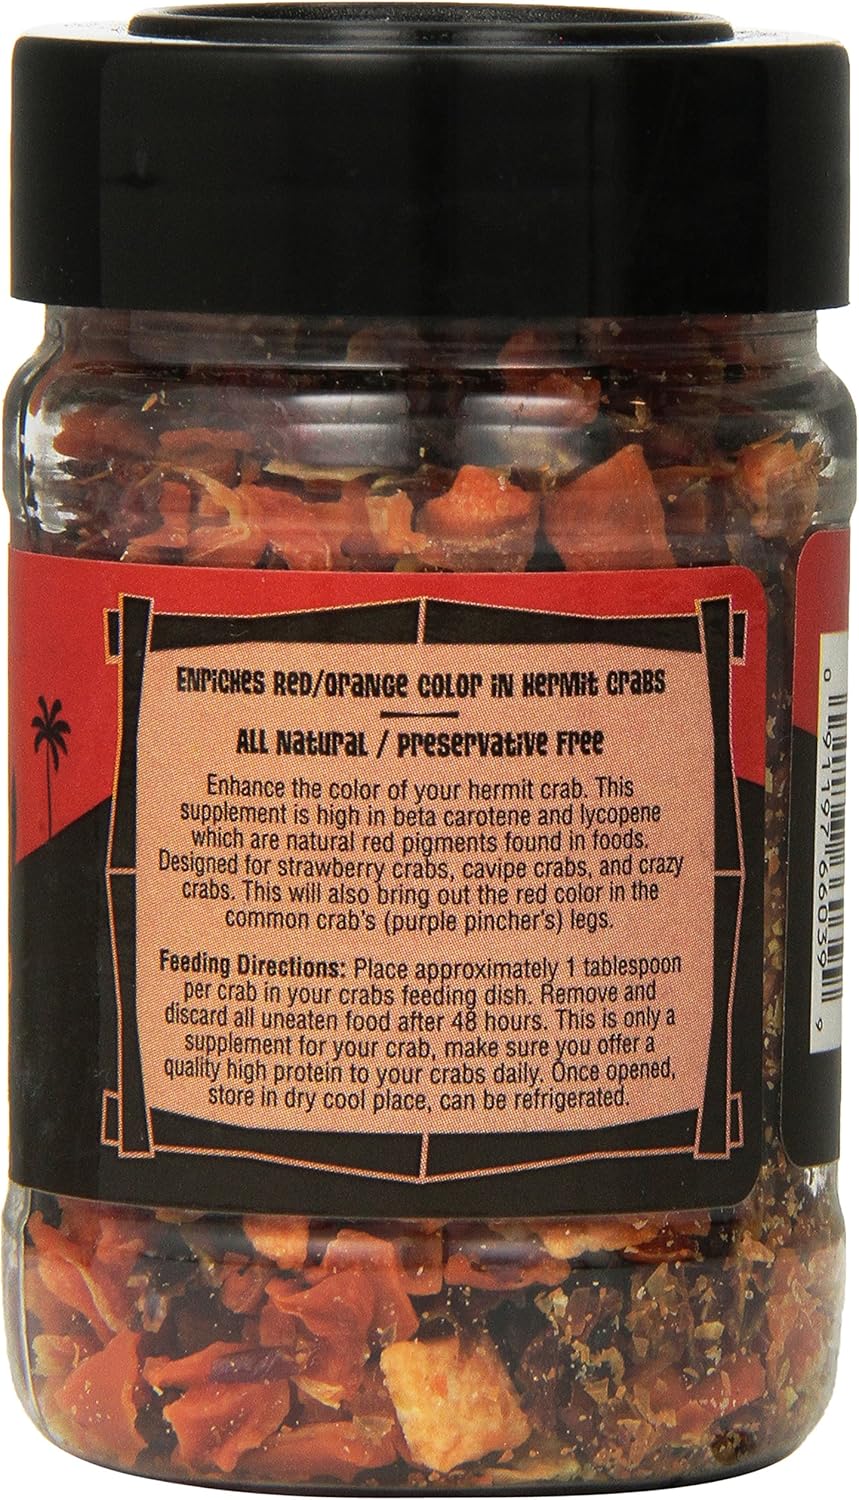 Enriches Red/Orange Color in Hermit Crabs
All Natural / Preservative Free
Enhance the color of your hermit crab. This
supplement is high in beta carotene and lycopene
which are natural red pigments found in foods.
Designed for strawberry crabs, cavipe crabs, and crazy
crabs. This will also bring out the red color in the
common crab's (purple pincher's) legs.
Feeding Directions: Place approximately 1 tablespoon
per crab in your crabs feeding dish. Remove and
discard all uneaten food after 48 hours. This is only a
supplement for your crab, make sure you offer a
quality high protein to your crabs daily. Once opened,
store in dry cool place, can be refrigerated.
0 91197 66039 9